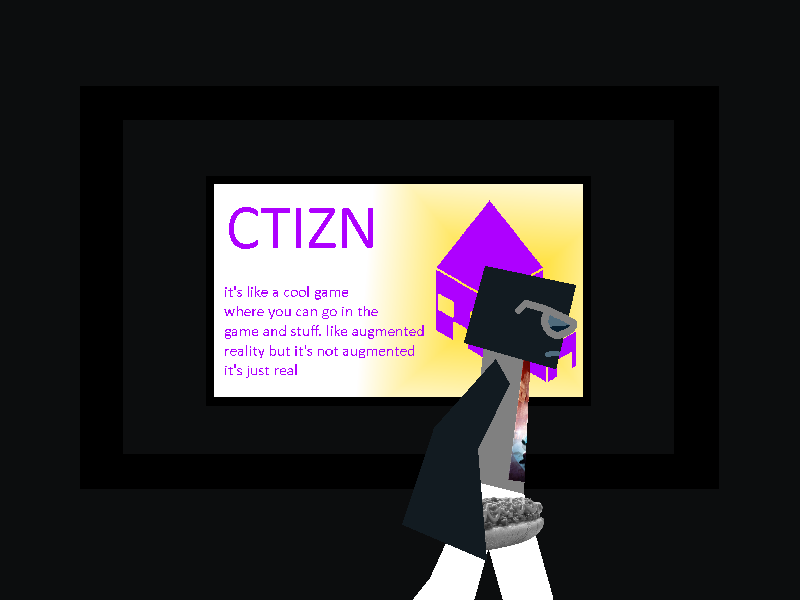 CTIZN
it's like a cool game
where you can go in the
game and stuff. like augmented
reality but it's not augmented
it's just real